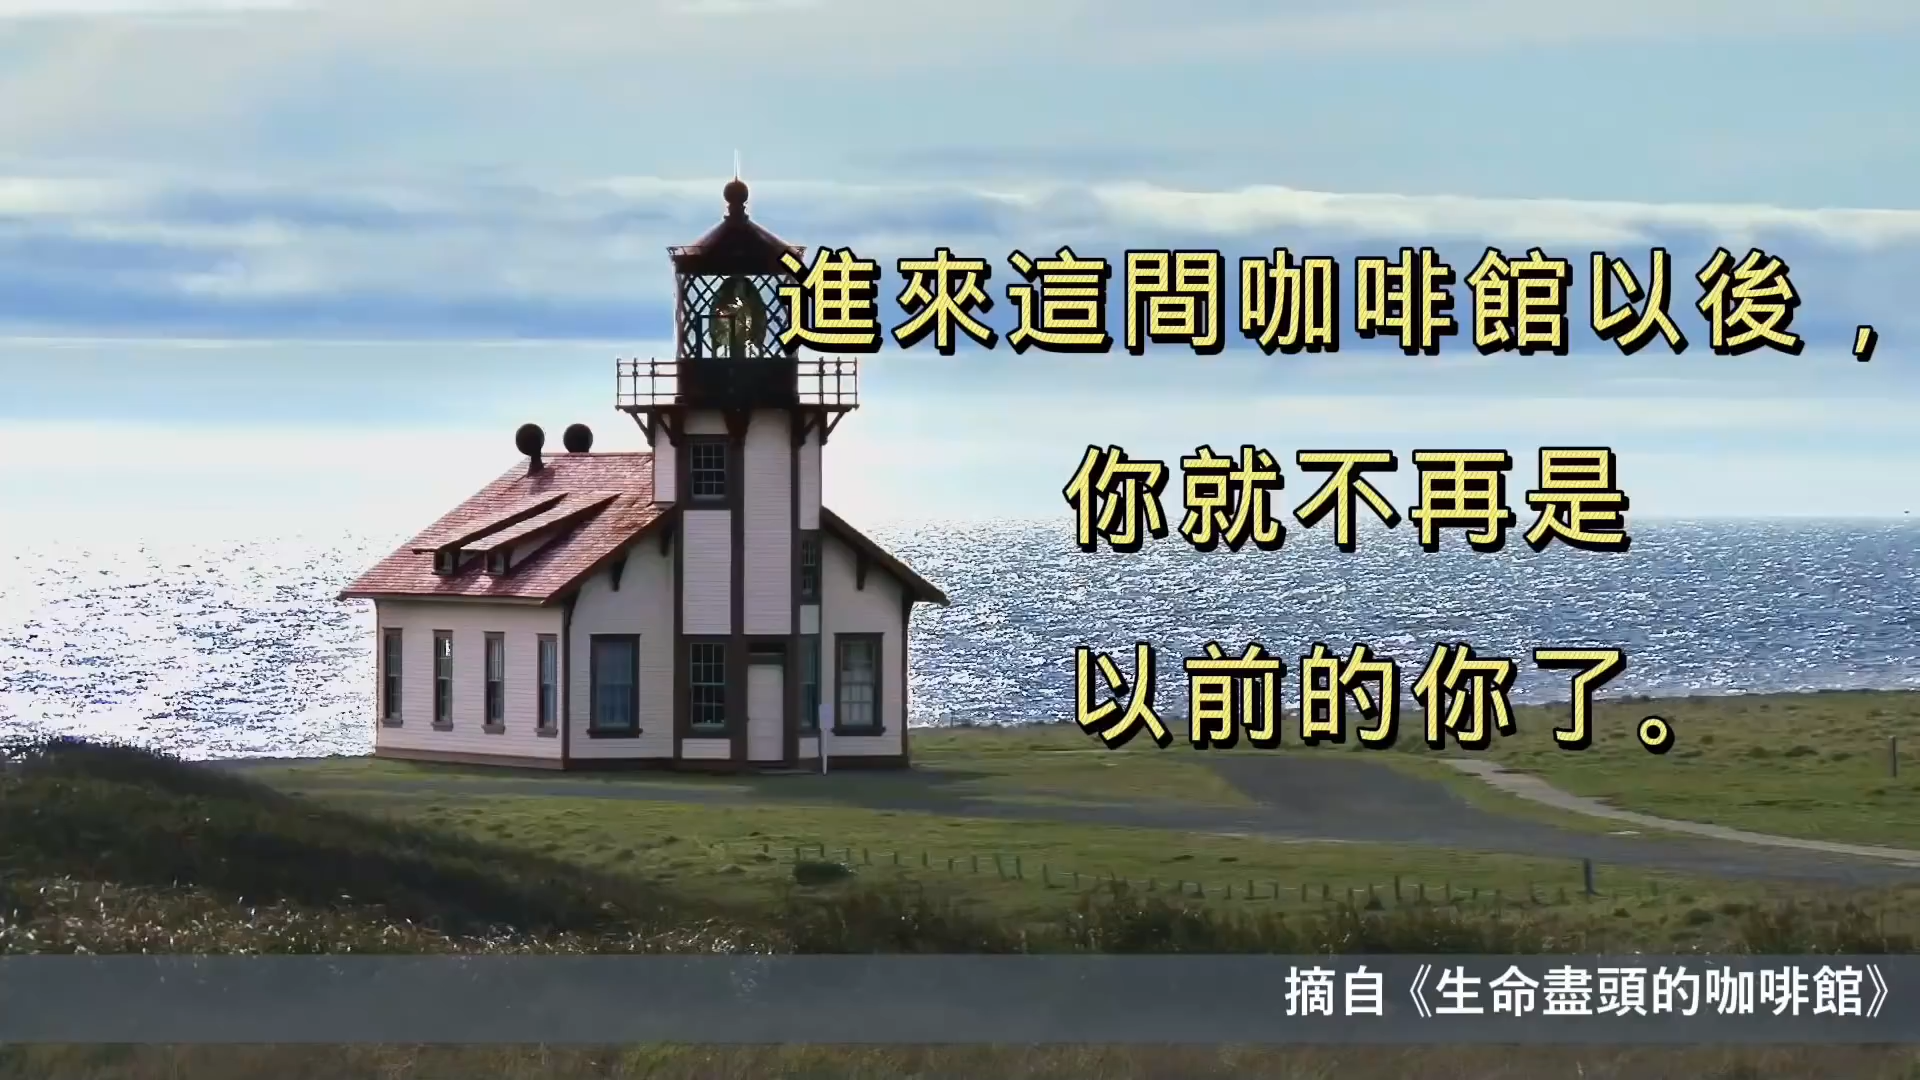 進來這間咖啡館以後,
你就不再是
以前的你了。
摘自《生命盡頭的咖啡館》